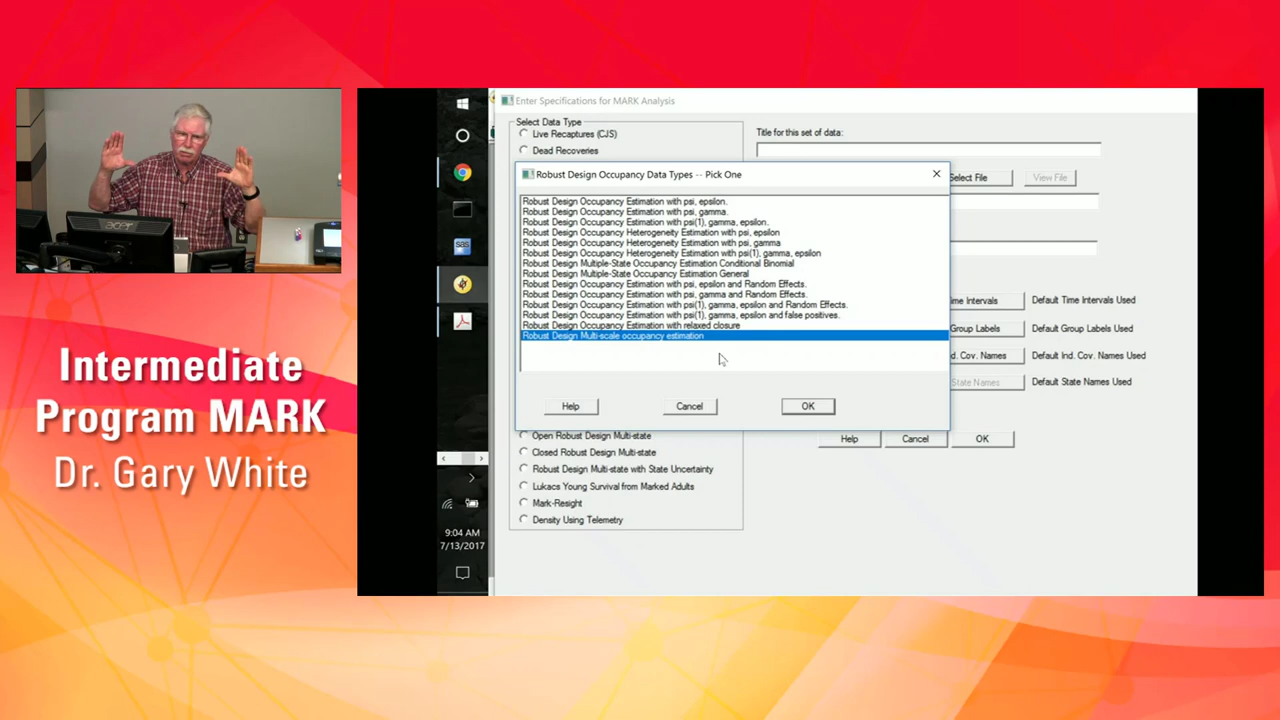 Intermediate
Program MARK
Dr. Gary White
acer
SAS
9:04 AM
7/13/2017
Enter Specifications for MARK Analysis
Select Data Type
Live Recaptures (CJS)
Dead Recoveries
Title for this set of data:
Select File
View File
Robust Design Occupancy Data Types -- Pick One
Robust Design Occupancy Estimation with psi, epsilon.
Robust Design Occupancy Estimation with psi, gamma.
Robust Design Occupancy Estimation with psi(1), gamma, epsilon.
Robust Design Occupancy Heterogeneity Estimation with psi, epsilon
Robust Design Occupancy Heterogeneity Estimation with psi, gamma
Robust Design Occupancy Heterogeneity Estimation with psi(1), gamma, epsilon
Robust Design Multiple-State Occupancy Estimation Conditional Binomial
Robust Design Multiple-State Occupancy Estimation General
Robust Design Occupancy Estimation with psi, epsilon and Random Effects.
Robust Design Occupancy Estimation with psi, gamma and Random Effects.
Robust Design Occupancy Estimation with psi(1), gamma, epsilon and Random Effects.
Robust Design Occupancy Estimation with psi(1), gamma, epsilon and false positives.
Robust Design Occupancy Estimation with relaxed closure
Robust Design Multi-scale occupancy estimation
Help
Cancel
OK
me Intervals
Default Time Intervals Used
Group Labels
Default Group Labels Used
d. Cov. Names
Default Ind. Cov. Names Used
State Names
Default State Names Used
Help
Cancel
OK
Open Robust Design Multi-state
Closed Robust Design Multi-state
Robust Design Multi-state with State Uncertainty
Lukacs Young Survival from Marked Adults
Mark-Resight
Density Using Telemetry